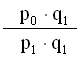 p₀ · q₁
p₁ · q₁